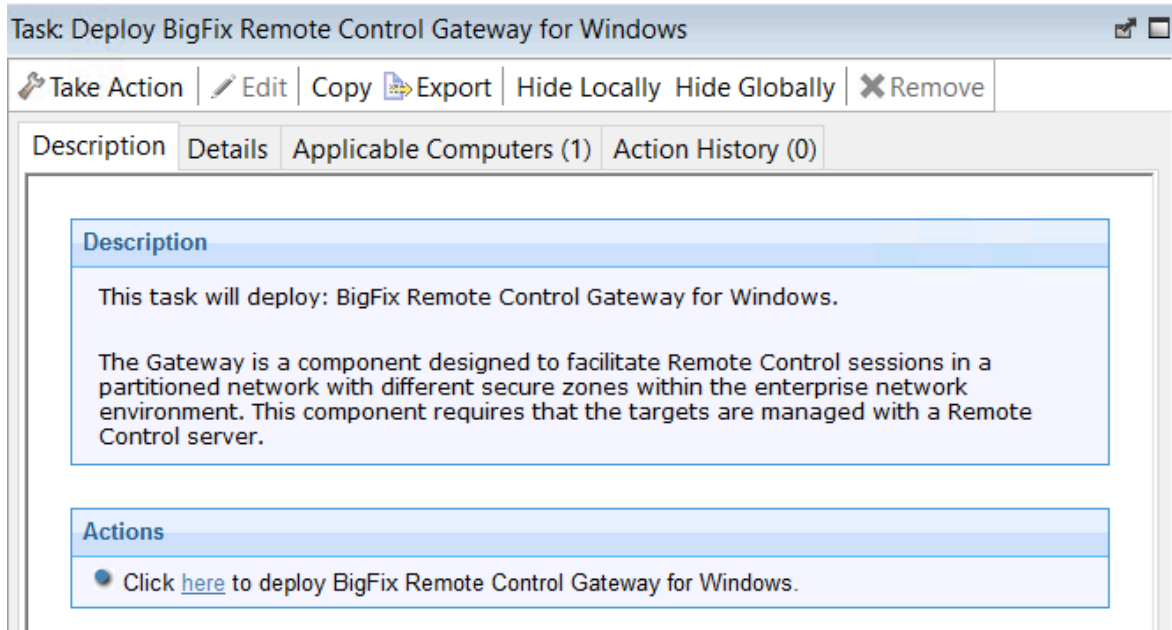 Task: Deploy BigFix Remote Control Gateway for Windows
Take Action Edit Copy Export Hide Locally Hide Globally Remove
Description Details Applicable Computers (1) Action History (0)
Description
This task will deploy: BigFix Remote Control Gateway for Windows.
The Gateway is a component designed to facilitate Remote Control sessions in a
partitioned network with different secure zones within the enterprise network
environment. This component requires that the targets are managed with a Remote
Control server.
Actions
Click here to deploy BigFix Remote Control Gateway for Windows.